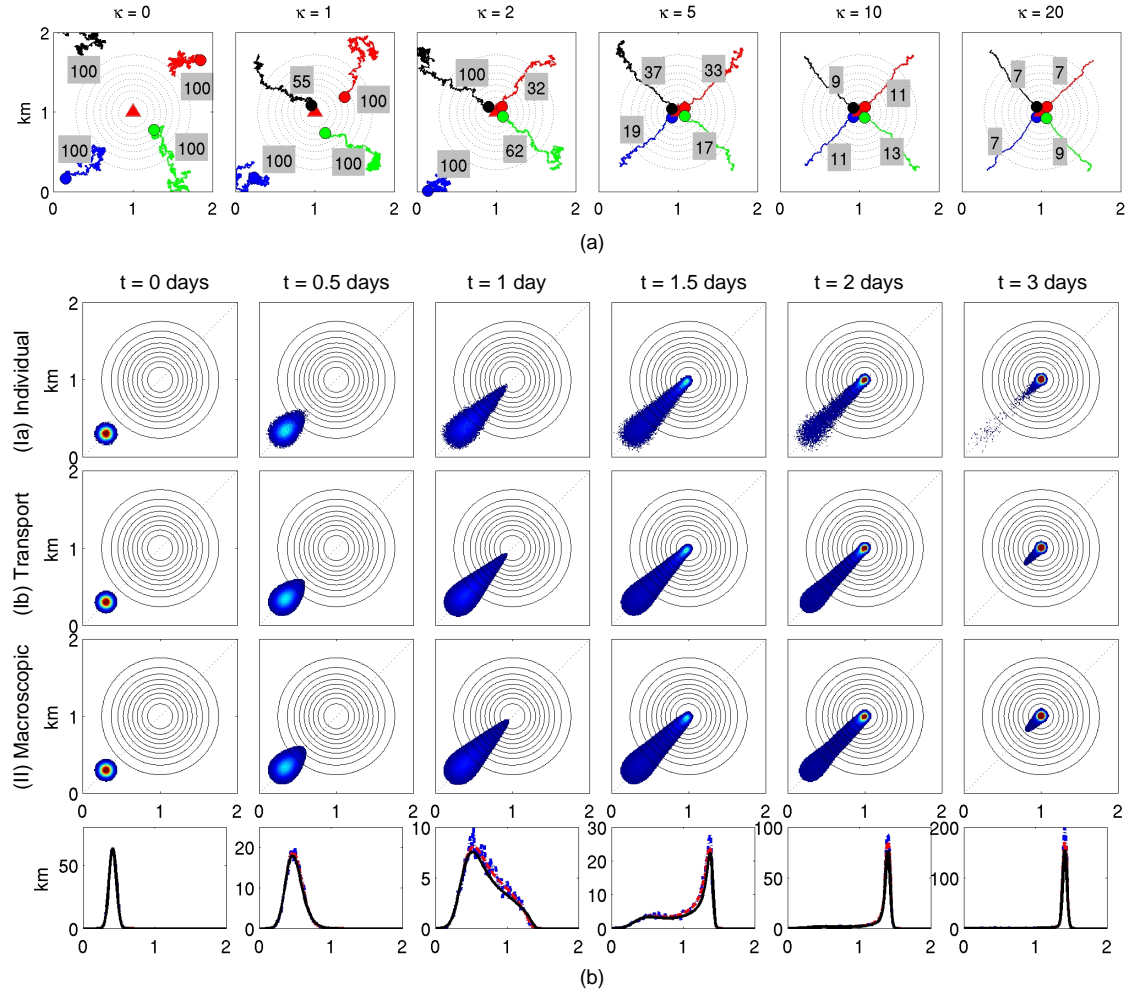 κ = 0 κ = 1 κ = 2 κ = 5 κ = 10 κ = 20
km
2 1 0
100 100 100 100
0 1 2
55 100 100 100
0 1 2
100 32 100 62
0 1 2
37 33 19 17
0 1 2
9 11 11 13
0 1 2
7 7 7 9
0 1 2
(a)
t = 0 days t = 0.5 days t = 1 day t = 1.5 days t = 2 days t = 3 days
(Ia) Individual
km
2 1 0
(Ib) Transport
km
2 1 0
(II) Macroscopic
km
2 1 0
0 1 2 0 1 2 0 1 2 0 1 2 0 1 2 0 1 2
km
50 0
20 10 0
10 5 0
30 20 10 0
100 50 0
200 100 0
0 1 2 0 1 2 0 1 2 0 1 2 0 1 2 0 1 2
(b)